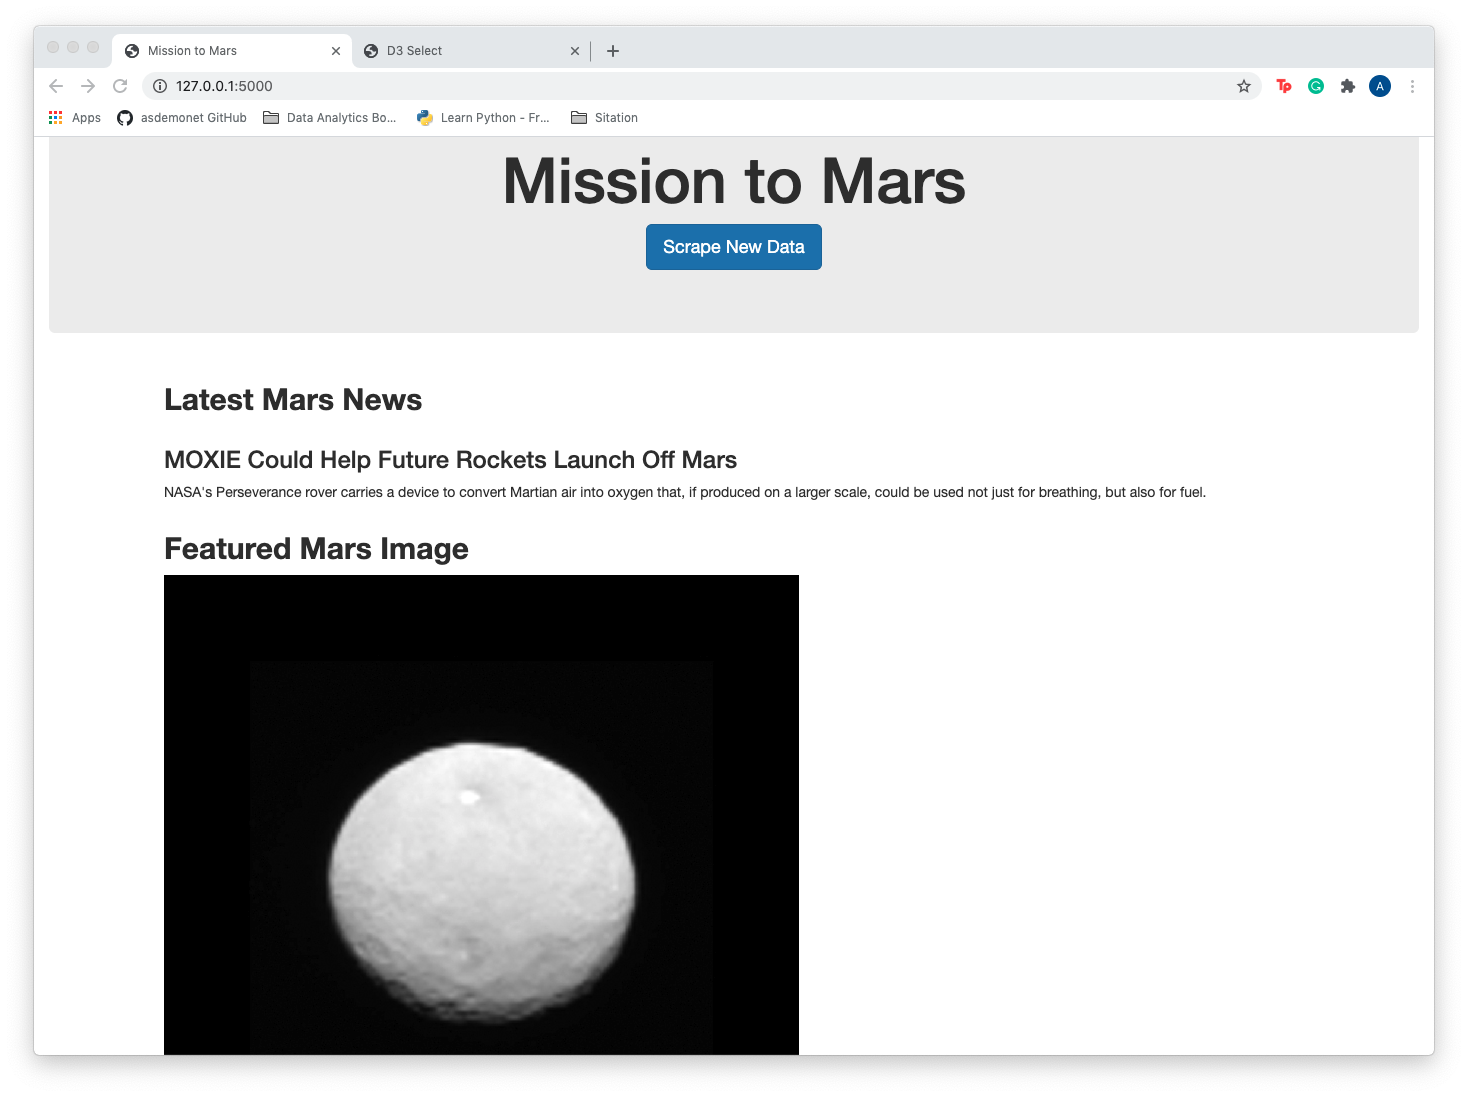 Mission to Mars
D3 Select
127.0.0.1:5000
Tp
G
A
Apps
asdemonet GitHub
Data Analytics Bo...
Learn Python - Fr...
Sitation
Mission to Mars
Scrape New Data
Latest Mars News
MOXIE Could Help Future Rockets Launch Off Mars
NASA's Perseverance rover carries a device to convert Martian air into oxygen that, if produced on a larger scale, could be used not just for breathing, but also for fuel.
Featured Mars Image